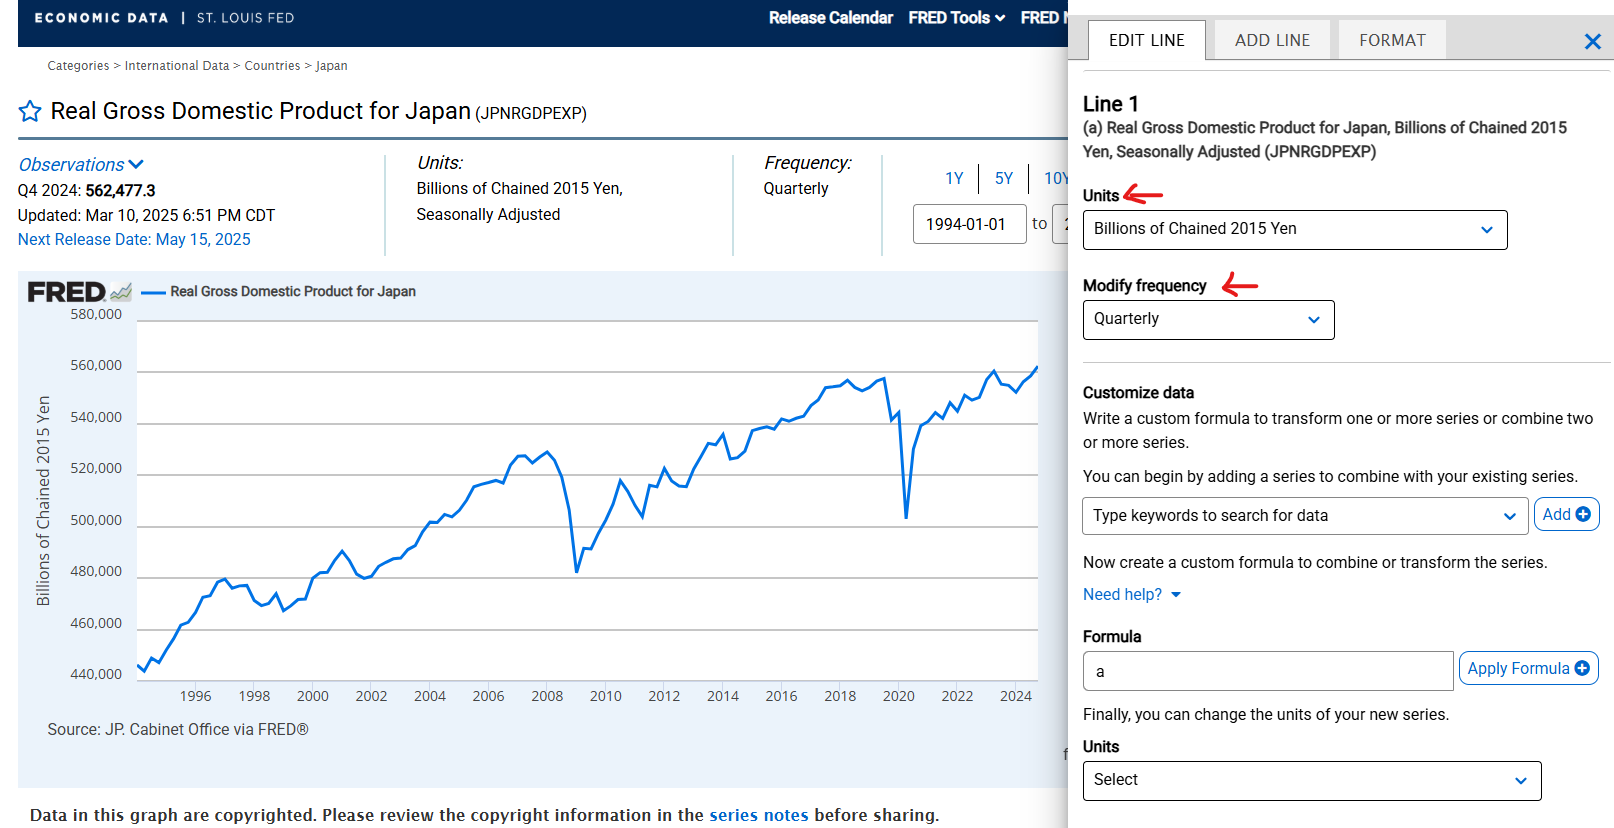 ECONOMIC DATA | ST. LOUIS FED
Release Calendar FRED Tools FRED
Categories > International Data > Countries > Japan
Real Gross Domestic Product for Japan (JPNRGDPEXP)
Observations
Q4 2024: 562,477.3
Updated: Mar 10, 2025 6:51 PM CDT
Next Release Date: May 15, 2025
Units:
Billions of Chained 2015 Yen,
Seasonally Adjusted
Frequency:
Quarterly
1Y 5Y 10Y
1994-01-01 to 2
FRED Real Gross Domestic Product for Japan
Billions of Chained 2015 Yen
580,000
560,000
540,000
520,000
500,000
480,000
460,000
440,000
1996 1998 2000 2002 2004 2006 2008 2010 2012 2014 2016 2018 2020 2022 2024
Source: JP. Cabinet Office via FRED®
f
Data in this graph are copyrighted. Please review the copyright information in the series notes before sharing.
EDIT LINE ADD LINE FORMAT
Line 1
(a) Real Gross Domestic Product for Japan, Billions of Chained 2015
Yen, Seasonally Adjusted (JPNRGDPEXP)
Units
Billions of Chained 2015 Yen
Modify frequency
Quarterly
Customize data
Write a custom formula to transform one or more series or combine two
or more series.
You can begin by adding a series to combine with your existing series.
Type keywords to search for data
Add
Now create a custom formula to combine or transform the series.
Need help?
Formula
a
Apply Formula
Finally, you can change the units of your new series.
Units
Select